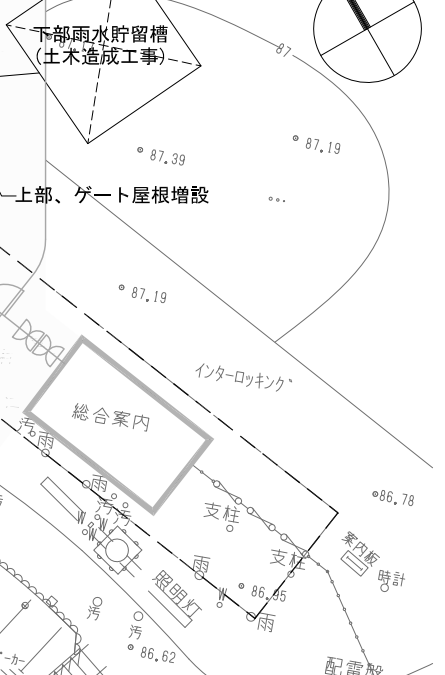 87.17
下部雨水貯留槽
(土木造成工事)
87
87.39
87.19
上部、ゲート屋根増設
87.19
インターロッキング
総合案内
汚
雨
雨
汚
汚
W
W
W
支柱
86.78
支柱
案内板
時計
雨
照明灯
W
86.95
雨
汚
汚
86.62
配電盤